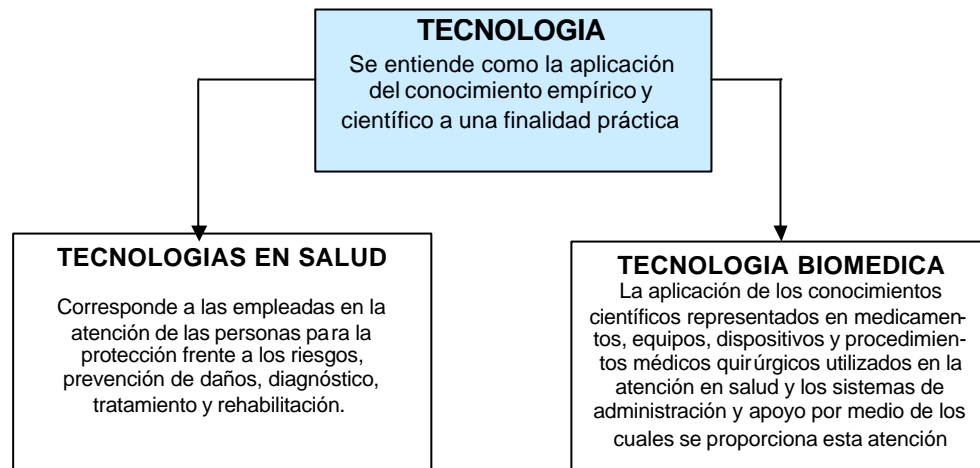 TECNOLOGIA
Se entiende como la aplicación
del conocimiento empírico y
científico a una finalidad práctica
TECNOLOGIAS EN SALUD
Corresponde a las empleadas en la
atención de las personas para la
protección frente a los riesgos,
prevención de daños, diagnóstico,
tratamiento y rehabilitación.
TECNOLOGIA BIOMEDICA
La aplicación de los conocimientos
científicos representados en medicamen-
tos, equipos, dispositivos y procedimien-
tos médicos quirúrgicos utilizados en la
atención en salud y los sistemas de
administración y apoyo por medio de los
cuales se proporciona esta atención